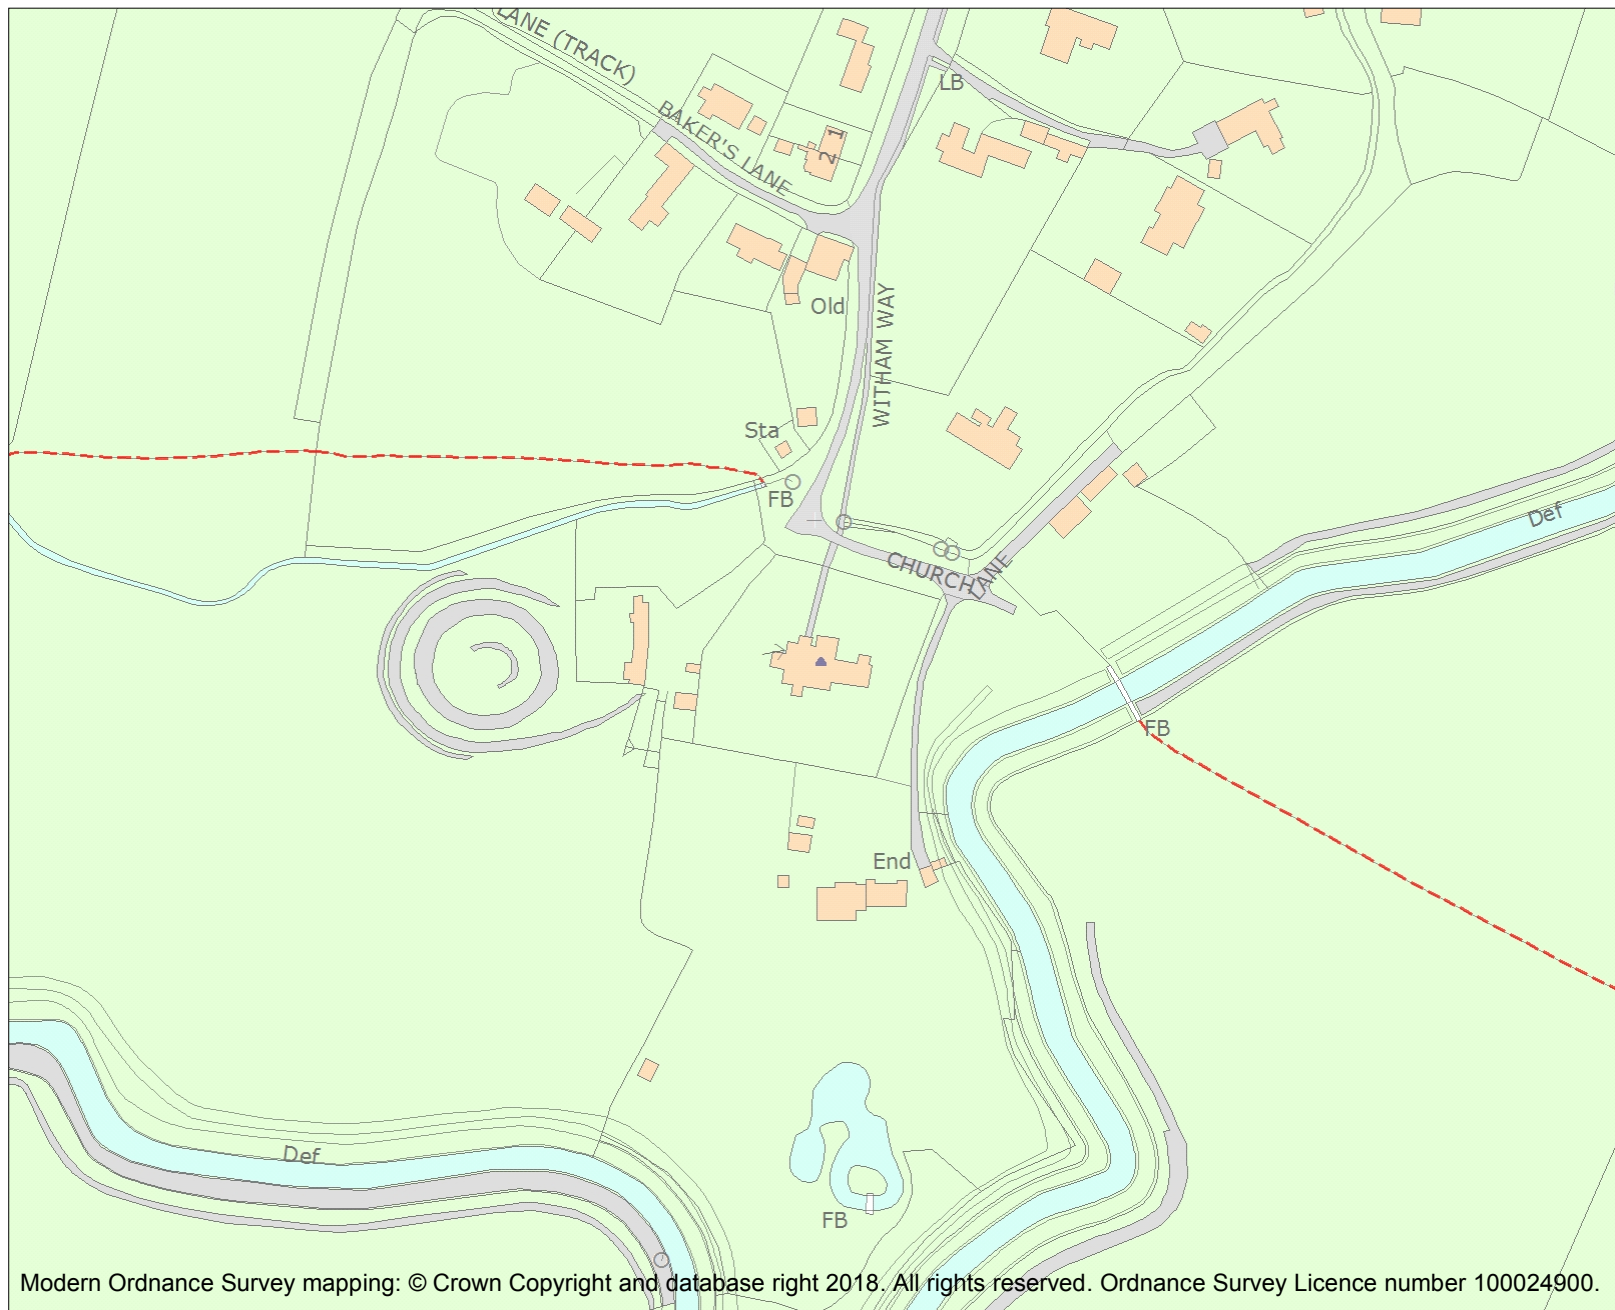 LANE (TRACK)
LB
BAKER'S LANE
1
2
Old
WITHAM WAY
Sta
FB
Def
CHURCH
LANE
FB
End
Def
FB
Modern Ordnance Survey mapping: © Crown Copyright and database right 2018. All rights reserved. Ordnance Survey Licence number 100024900.